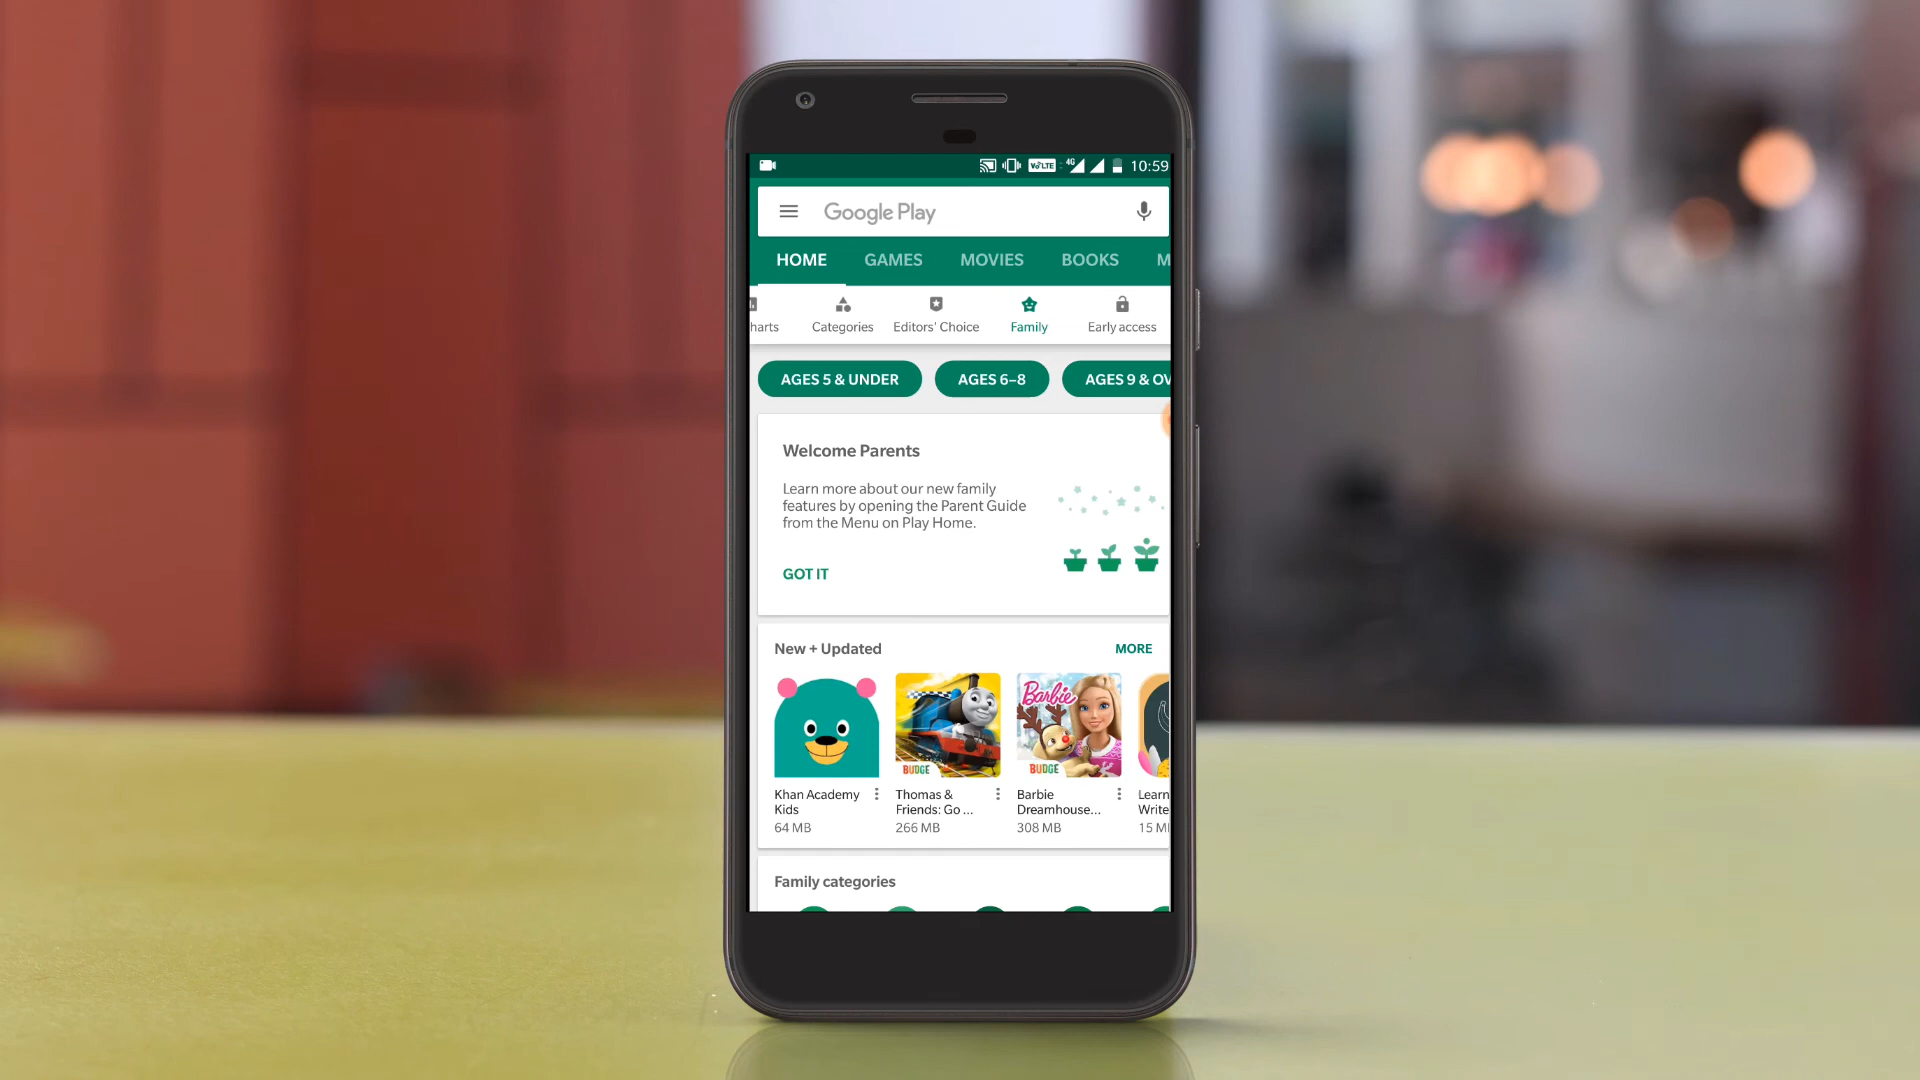 VoLTE 4G 10:59
Google Play
HOME GAMES MOVIES BOOKS M
harts Categories Editors' Choice Family Early access
AGES 5 & UNDER AGES 6–8 AGES 9 & OV
Welcome Parents
Learn more about our new family
features by opening the Parent Guide
from the Menu on Play Home.
GOT IT
New + Updated MORE
Barbie
BUDGE BUDGE
Khan Academy Thomas & Barbie Learn
Kids Friends: Go ... Dreamhouse... Write
64 MB 266 MB 308 MB 15 M
Family categories